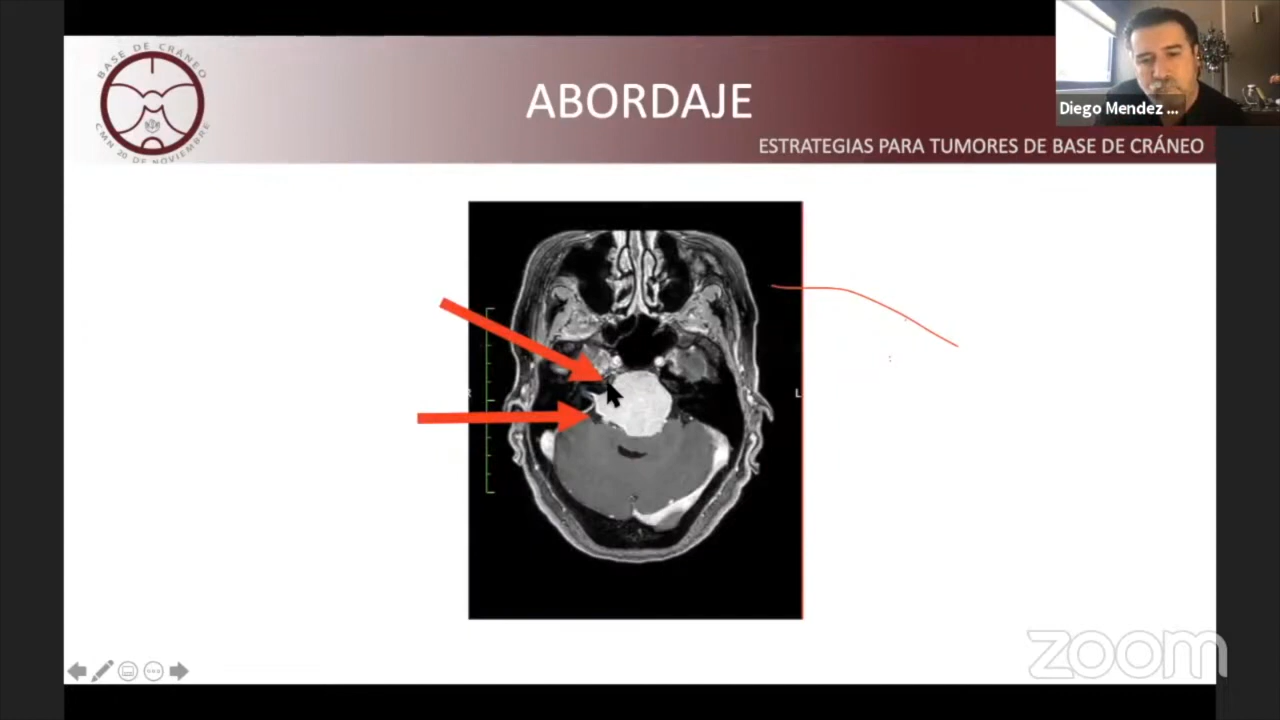 BASE DE CRÁNEO
CMN 20 DE NOVIEMBRE
ABORDAJE
ESTRATEGIAS PARA TUMORES DE BASE DE CRÁNEO
Diego Mendez ...
R
L
zoom